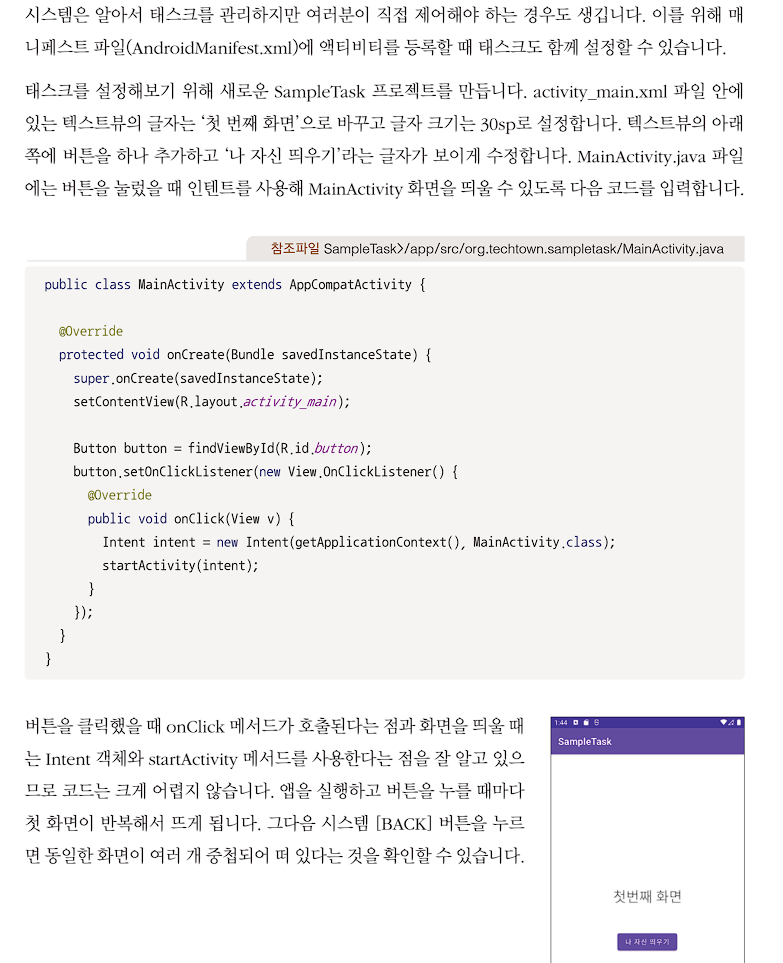 시스템은 알아서 태스크를 관리하지만 여러분이 직접 제어해야 하는 경우도 생깁니다. 이를 위해 매
니페스트 파일(AndroidManifest.xml)에 액티비티를 등록할 때 태스크도 함께 설정할 수 있습니다.
태스크를 설정해보기 위해 새로운 SampleTask 프로젝트를 만듭니다. activity_main.xml 파일 안에
있는 텍스트뷰의 글자는 ‘첫 번째 화면’으로 바꾸고 글자 크기는 30sp로 설정합니다. 텍스트뷰의 아래
쪽에 버튼을 하나 추가하고 ‘나 자신 띄우기’라는 글자가 보이게 수정합니다. MainActivity.java 파일
에는 버튼을 눌렀을 때 인텐트를 사용해 MainActivity 화면을 띄울 수 있도록 다음 코드를 입력합니다.
참조파일 SampleTask>/app/src/org.techtown.sampletask/MainActivity.java
public class MainActivity extends AppCompatActivity {
@Override
protected void onCreate(Bundle savedInstanceState) {
super.onCreate(savedInstanceState);
setContentView(R.layout.activity_main);
Button button = findViewById(R.id.button);
button.setOnClickListener(new View.OnClickListener() {
@Override
public void onClick(View v) {
Intent intent = new Intent(getApplicationContext(), MainActivity.class);
startActivity(intent);
}
});
}
}
버튼을 클릭했을 때 onClick 메서드가 호출된다는 점과 화면을 띄울 때
는 Intent 객체와 startActivity 메서드를 사용한다는 점을 잘 알고 있으
므로 코드는 크게 어렵지 않습니다. 앱을 실행하고 버튼을 누를 때마다
첫 화면이 반복해서 뜨게 됩니다. 그다음 시스템 [BACK] 버튼을 누르
면 동일한 화면이 여러 개 중첩되어 떠 있다는 것을 확인할 수 있습니다.
1:44
SampleTask
첫번째 화면
나 자신 띄우기